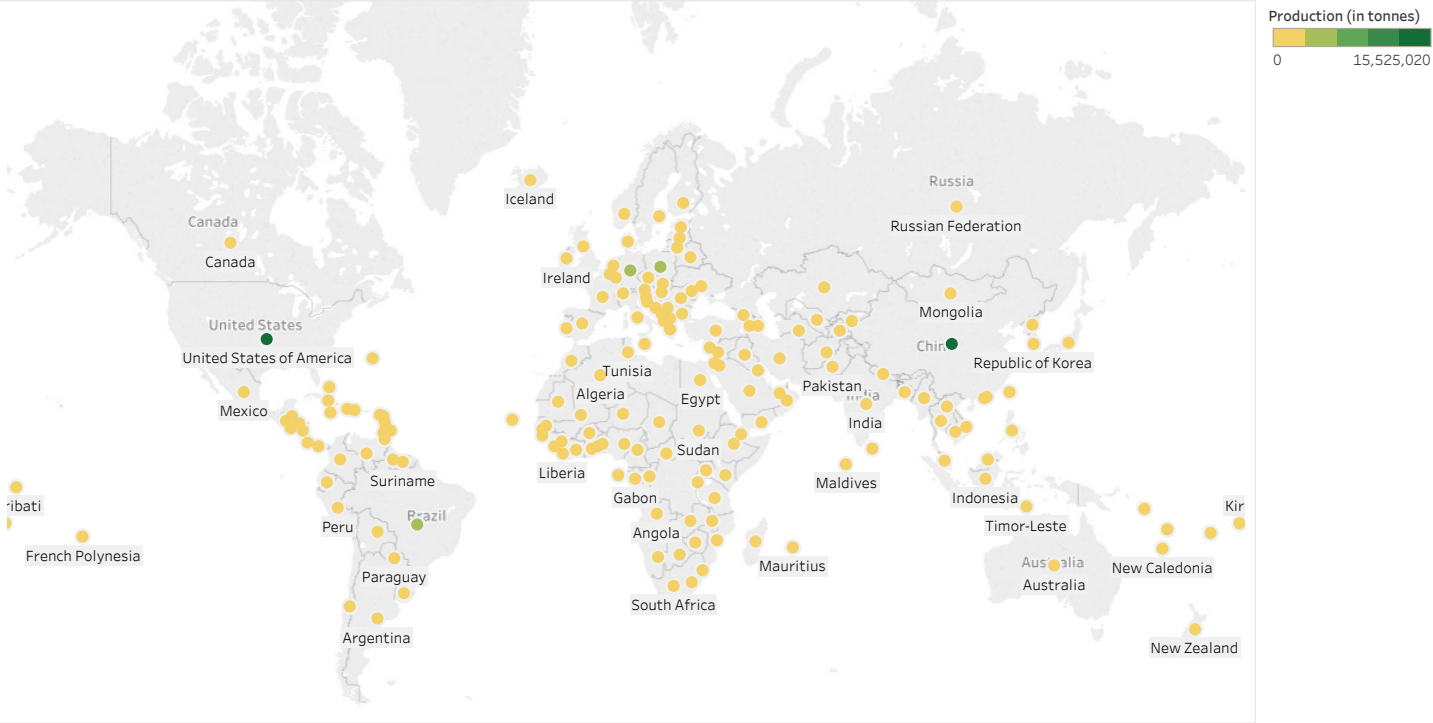 Production (in tonnes)
0 15,525,020
Iceland
Russia
Russian Federation
Canada
Canada
Ireland
Mongolia
United States
United States of America
Chin
Republic of Korea
Tunisia
Pakistan
Algeria
Egypt
India
Mexico
India
Sudan
Liberia
Suriname
Maldives
Gabon
Indonesia
ribati
Kir
Brazil
Peru
Timor-Leste
Angola
French Polynesia
Mauritius
New Caledonia
Australia
Paraguay
Australia
South Africa
Argentina
New Zealand